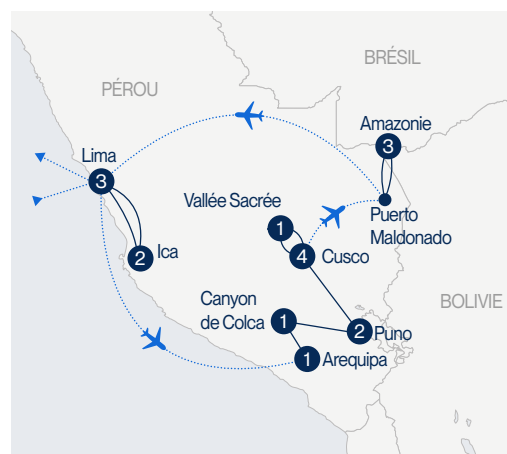 BRÉSIL
PÉROU
Amazonie
3
Lima
3
Vallée Sacrée
1
Puerto
Maldonado
2
Ica
4
Cusco
Canyon
de Colca
1
BOLIVIE
2
Puno
1
Arequipa